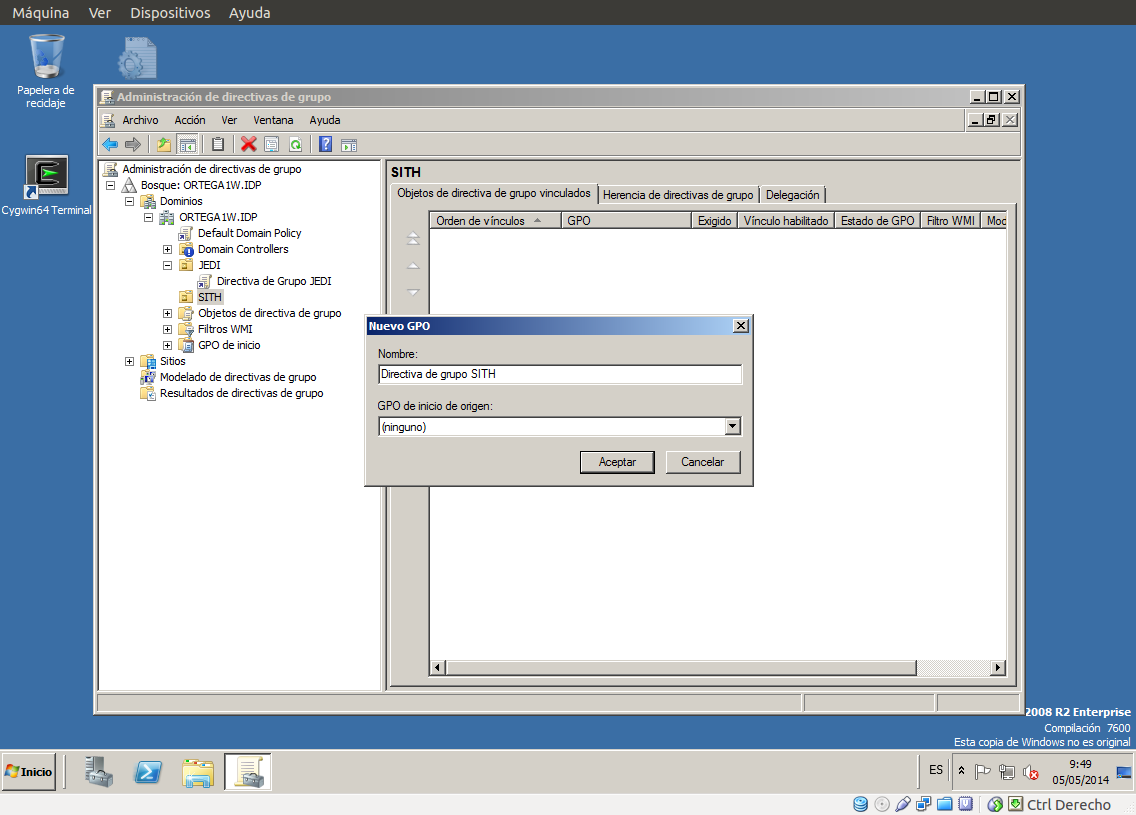 Máquina Ver Dispositivos Ayuda
Papelera de
reciclaje
Cygwin64 Terminal
Administración de directivas de grupo
Archivo Acción Ver Ventana Ayuda
Administración de directivas de grupo
Bosque: ORTEGA1W.IDP
Dominios
ORTEGA1W.IDP
Default Domain Policy
Domain Controllers
JEDI
Directiva de Grupo JEDI
SITH
Objetos de directiva de grupo
Filtros WMI
GPO de inicio
Sitios
Modelado de directivas de grupo
Resultados de directivas de grupo
SITH
Objetos de directiva de grupo vinculados Herencia de directivas de grupo Delegación
Orden de vínculos GPO Exigido Vínculo habilitado Estado de GPO Filtro WMI Moc
Nuevo GPO
Nombre:
Directiva de grupo SITH
GPO de inicio de origen:
(ninguno)
Aceptar Cancelar
2008 R2 Enterprise
Compilación 7600
Esta copia de Windows no es original
Inicio
ES
9:49
05/05/2014
Ctrl Derecho